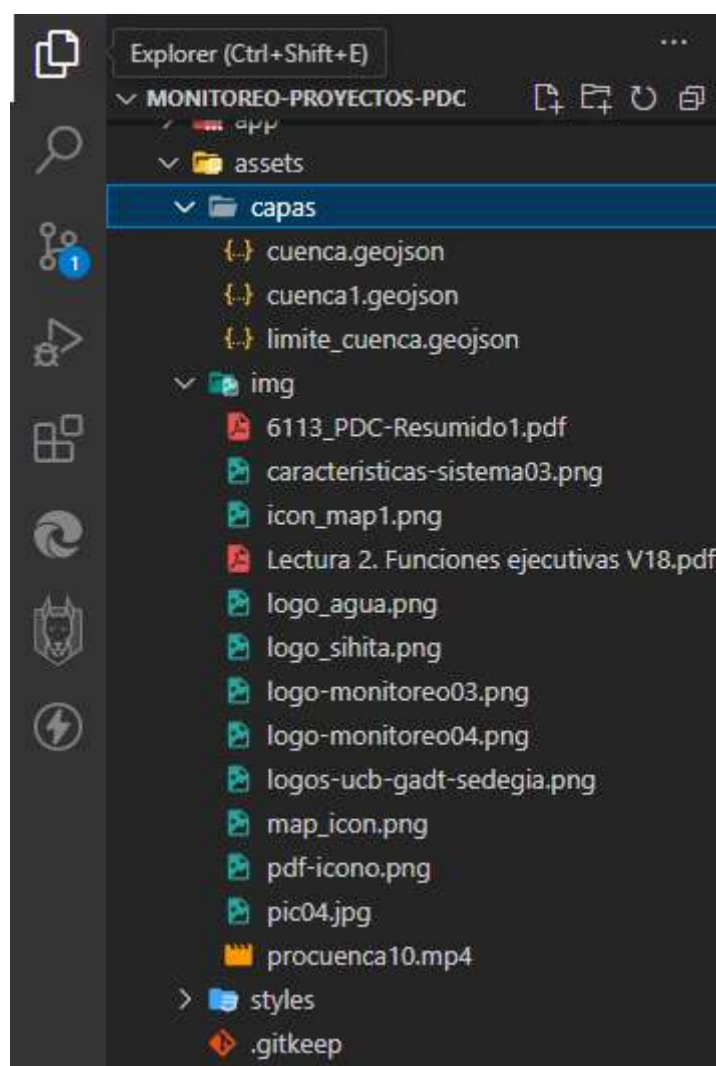 Explorer (Ctrl+Shift+E)
MONITOREO-PROYECTOS-PDC
app
assets
capas
{..} cuenca.geojson
{..} cuenca1.geojson
{..} limite_cuenca.geojson
1
img
6113_PDC-Resumido1.pdf
caracteristicas-sistema03.png
icon_map1.png
Lectura 2. Funciones ejecutivas V18.pdf
logo_agua.png
logo_sihita.png
logo-monitoreo03.png
logo-monitoreo04.png
logos-ucb-gadt-sedegia.png
map_icon.png
pdf-icono.png
pic04.jpg
procuenca10.mp4
styles
.gitkeep